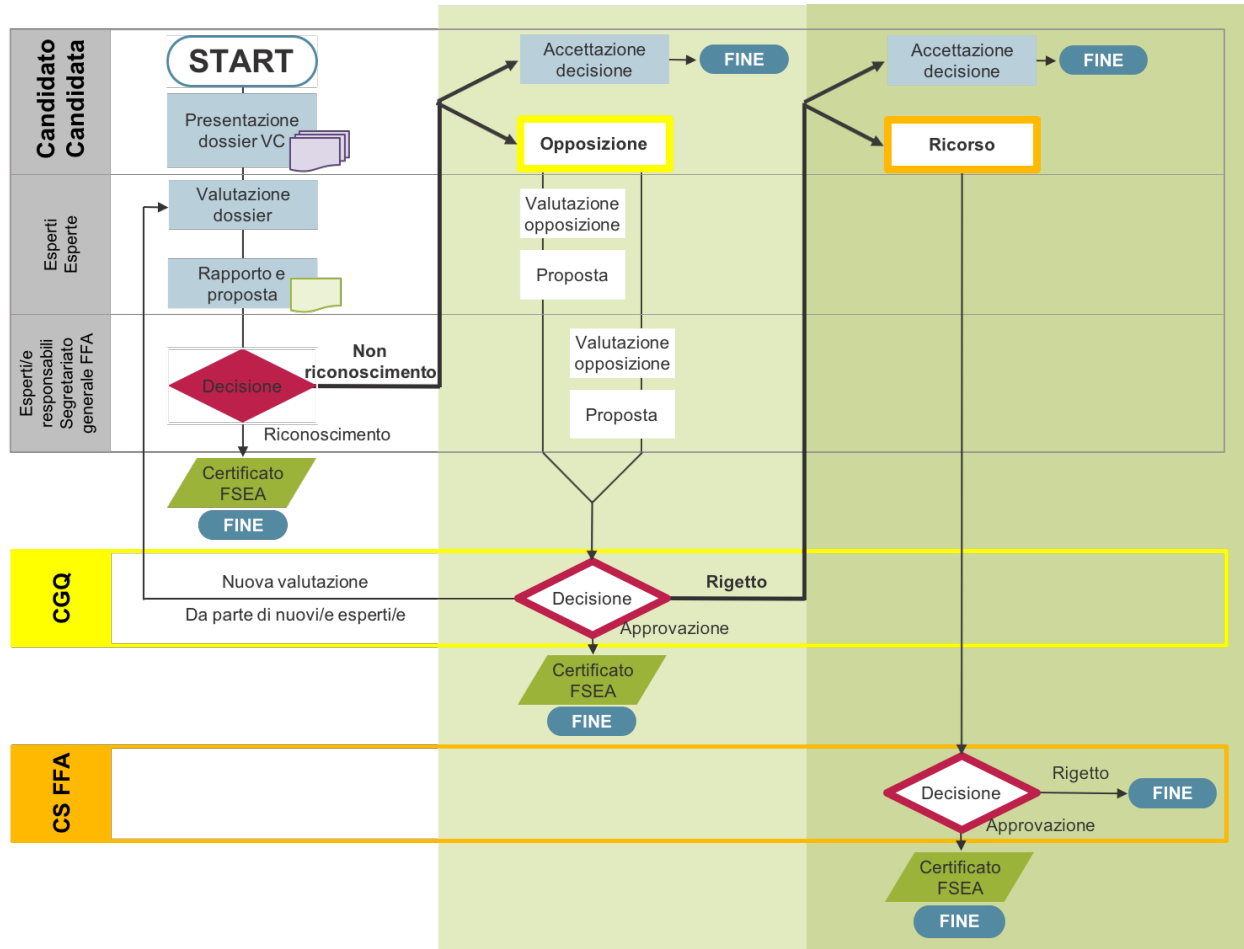 Candidato
Candidata
START
Presentazione
dossier VC
Accettazione
decisione
FINE
Opposizione
Accettazione
decisione
FINE
Ricorso
Esperti
Esperte
Valutazione
dossier
Rapporto e
proposta
Valutazione
opposizione
Proposta
Esperti/e
responsabili
Segretariato
generale FFA
Decisione
Non
riconoscimento
Riconoscimento
Valutazione
opposizione
Proposta
Certificato
FSEA
FINE
CGQ
Nuova valutazione
Da parte di nuovi/e esperti/e
Decisione
Rigetto
Approvazione
Certificato
FSEA
FINE
CS FFA
Decisione
Rigetto
FINE
Approvazione
Certificato
FSEA
FINE